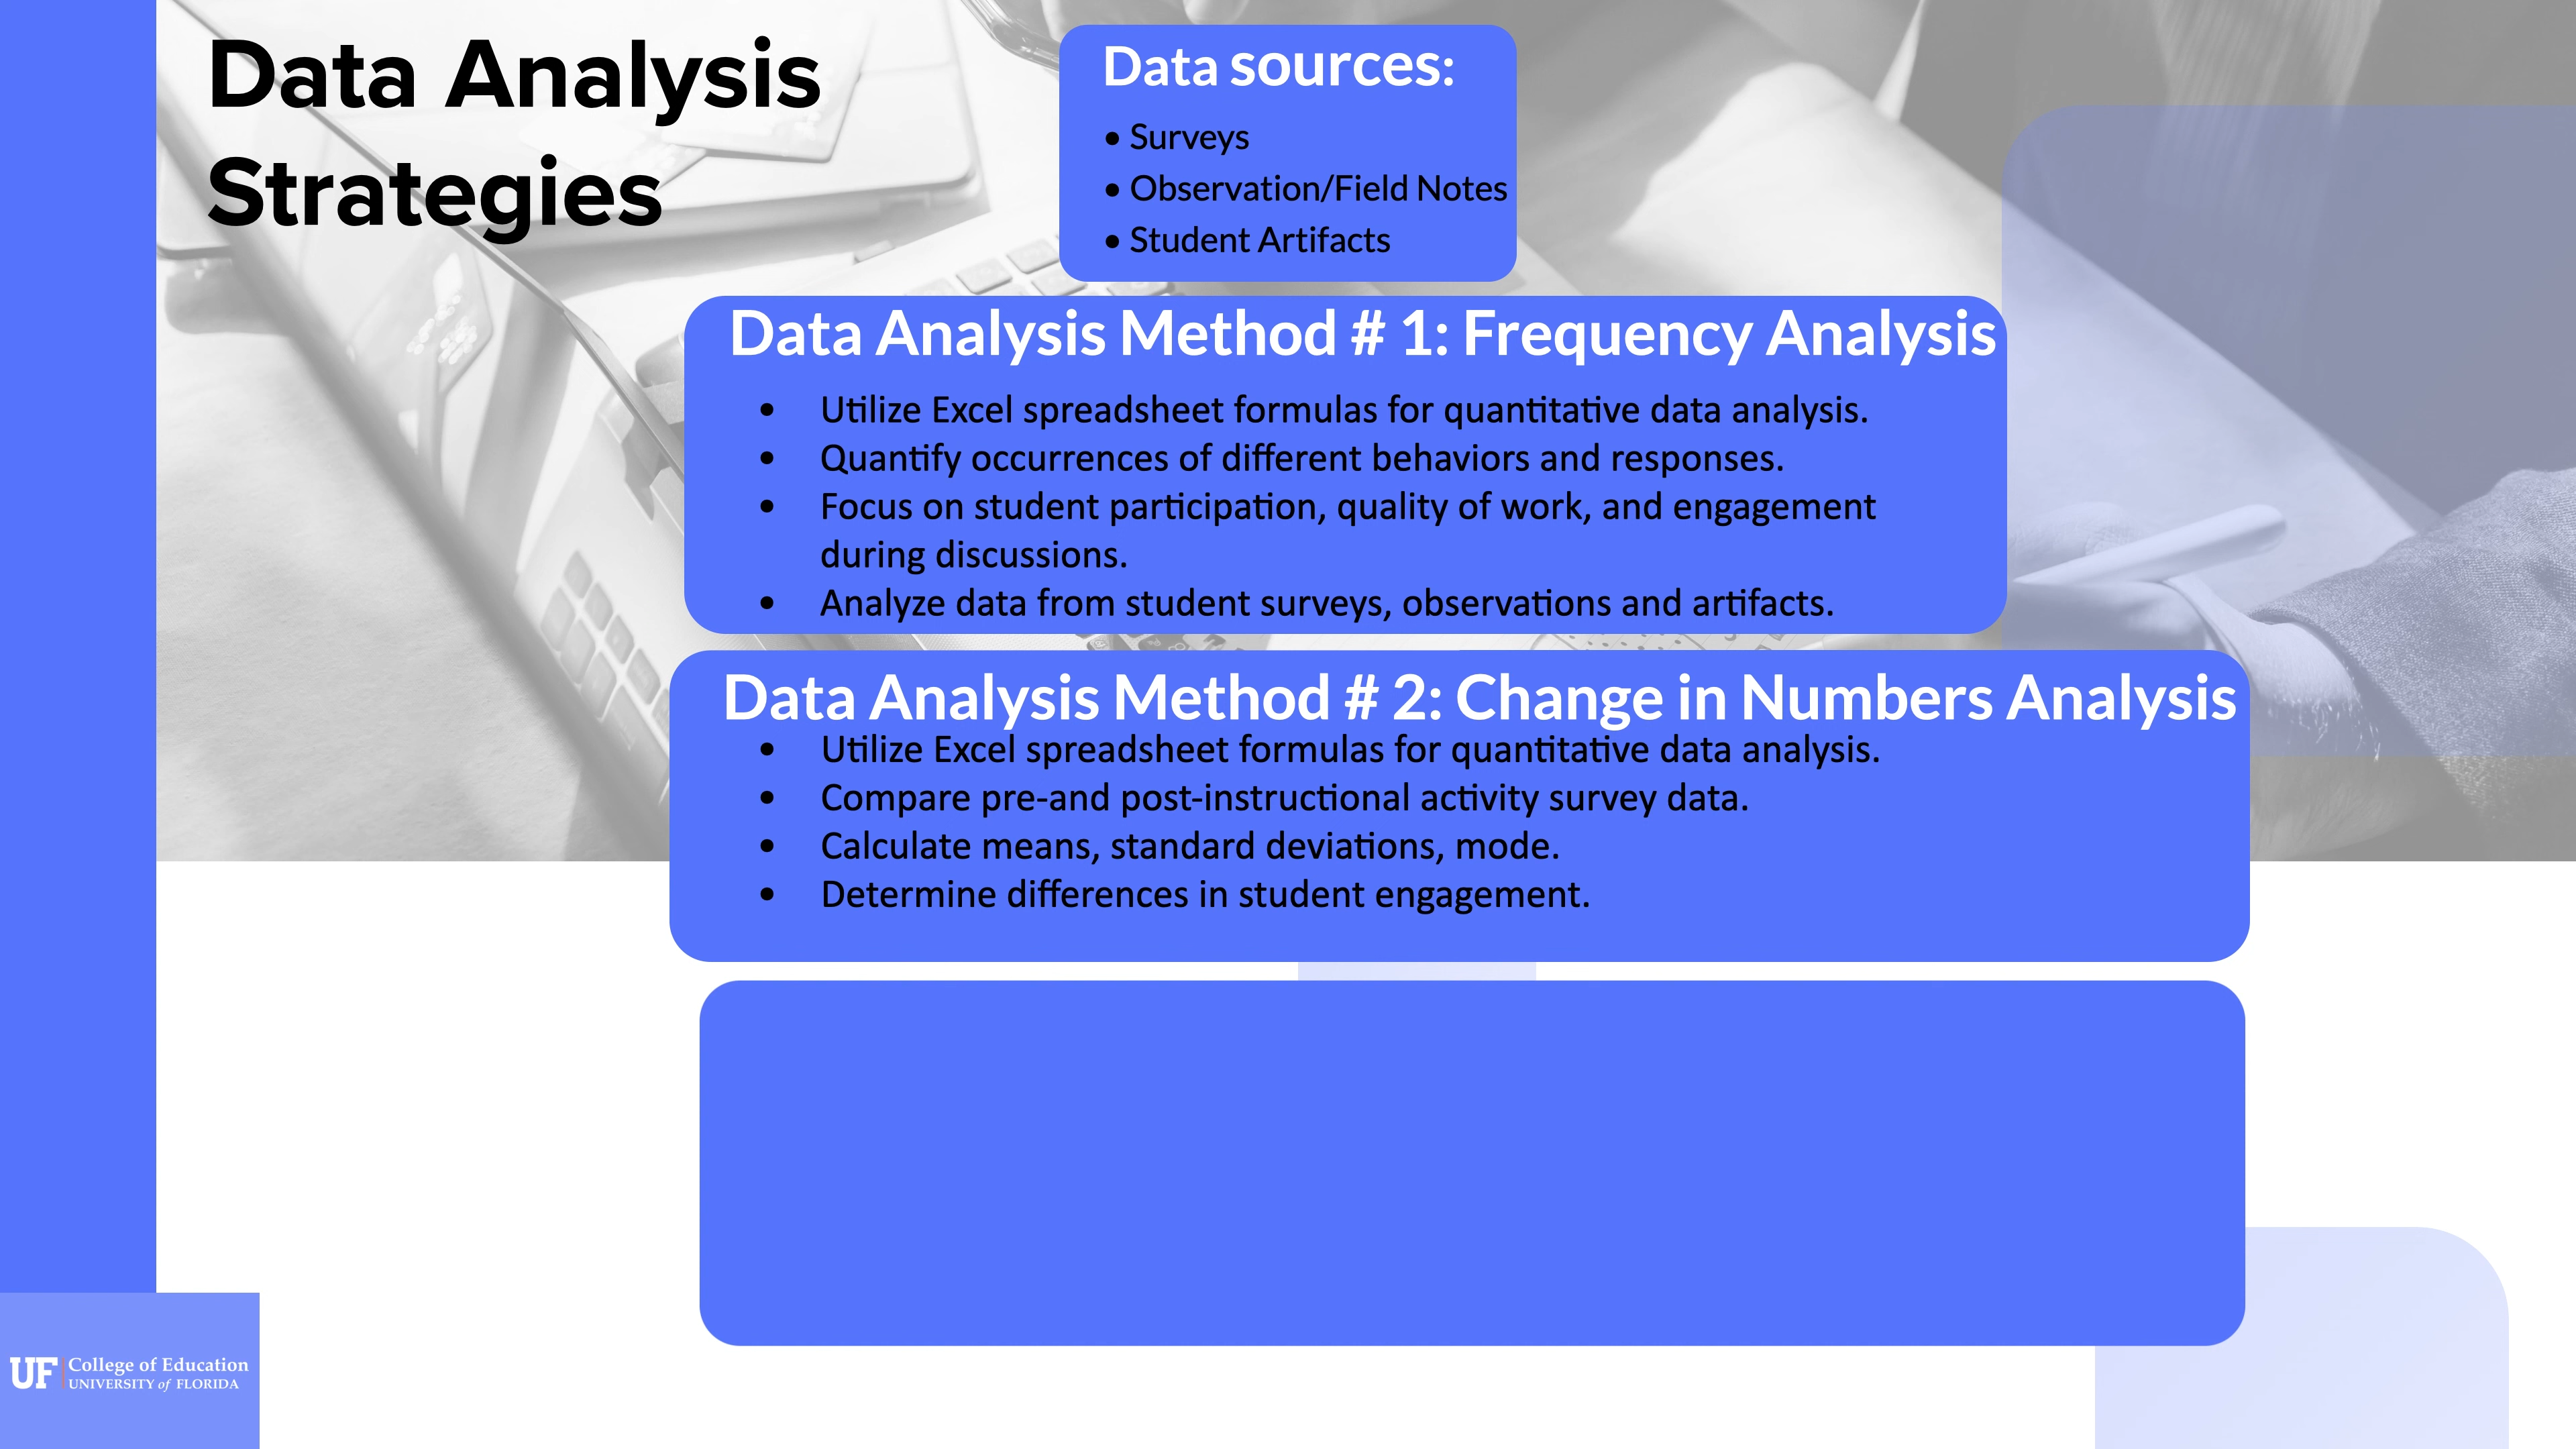 Data Analysis
Strategies
Data sources:
• Surveys
• Observation/Field Notes
• Student Artifacts
Data Analysis Method # 1: Frequency Analysis
• Utilize Excel spreadsheet formulas for quantitative data analysis.
• Quantify occurrences of different behaviors and responses.
• Focus on student participation, quality of work, and engagement
during discussions.
• Analyze data from student surveys, observations and artifacts.
Data Analysis Method # 2: Change in Numbers Analysis
• Utilize Excel spreadsheet formulas for quantitative data analysis.
• Compare pre-and post-instructional activity survey data.
• Calculate means, standard deviations, mode.
• Determine differences in student engagement.
UF College of Education
UNIVERSITY of FLORIDA